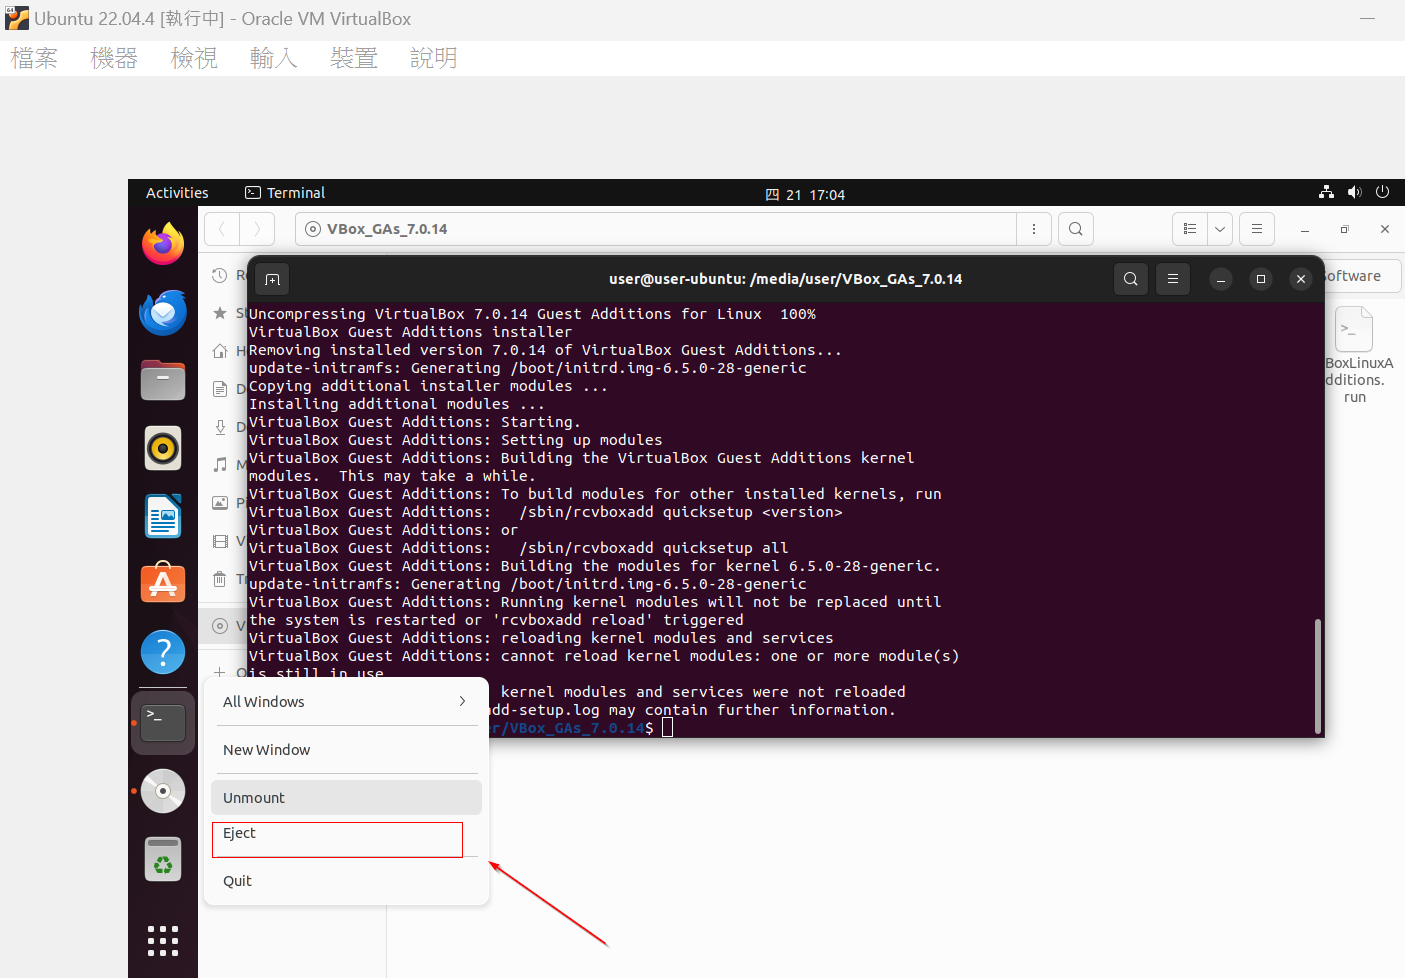 Ubuntu 22.04.4 [執行中] - Oracle VM VirtualBox
檔案 機器 檢視 輸入 裝置 說明
Activities Terminal 四 21 17:04
VBox_GAs_7.0.14
user@user-ubuntu: /media/user/VBox_GAs_7.0.14
Software
BoxLinuxA
dditions.
run
Uncompressing VirtualBox 7.0.14 Guest Additions for Linux  100%
VirtualBox Guest Additions installer
Removing installed version 7.0.14 of VirtualBox Guest Additions...
update-initramfs: Generating /boot/initrd.img-6.5.0-28-generic
Copying additional installer modules ...
Installing additional modules ...
VirtualBox Guest Additions: Starting.
VirtualBox Guest Additions: Setting up modules
VirtualBox Guest Additions: Building the VirtualBox Guest Additions kernel
modules.  This may take a while.
VirtualBox Guest Additions: To build modules for other installed kernels, run
VirtualBox Guest Additions:   /sbin/rcvboxadd quicksetup <version>
VirtualBox Guest Additions: or
VirtualBox Guest Additions:   /sbin/rcvboxadd quicksetup all
VirtualBox Guest Additions: Building the modules for kernel 6.5.0-28-generic.
update-initramfs: Generating /boot/initrd.img-6.5.0-28-generic
VirtualBox Guest Additions: Running kernel modules will not be replaced until
the system is restarted or 'rcvboxadd reload' triggered
VirtualBox Guest Additions: reloading kernel modules and services
VirtualBox Guest Additions: cannot reload kernel modules: one or more module(s)
is still in use
kernel modules and services were not reloaded
dd-setup.log may contain further information.
er/VBox_GAs_7.0.14$
All Windows
New Window
Unmount
Eject
Quit